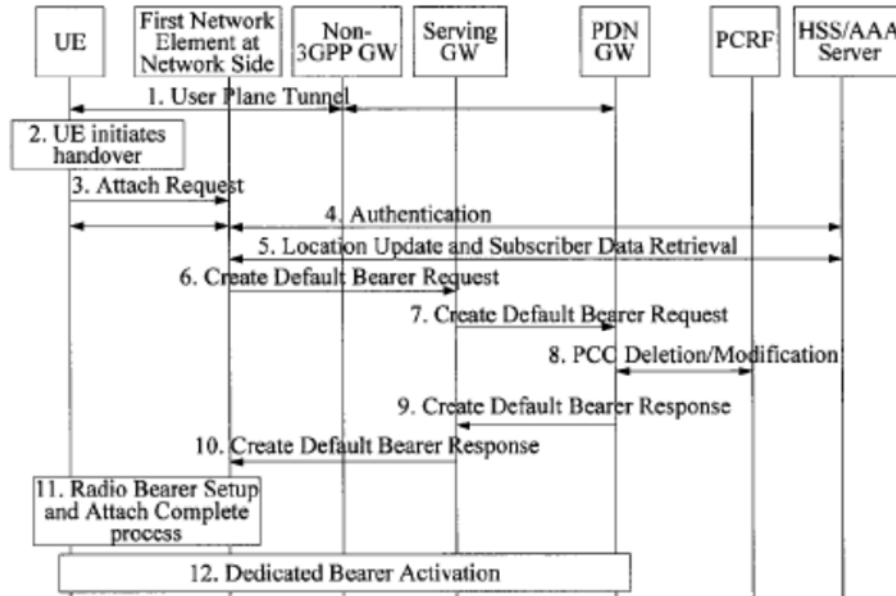 UE
First Network
Element at
Network Side
Non-
3GPP GW
Serving
GW
PDN
GW
PCRF
HSS/AAA
Server
1. User Plane Tunnel
2. UE initiates
handover
3. Attach Request
4. Authentication
5. Location Update and Subscriber Data Retrieval
6. Create Default Bearer Request
7. Create Default Bearer Request
8. PCC Deletion/Modification
9. Create Default Bearer Response
10. Create Default Bearer Response
11. Radio Bearer Setup
and Attach Complete
process
12. Dedicated Bearer Activation